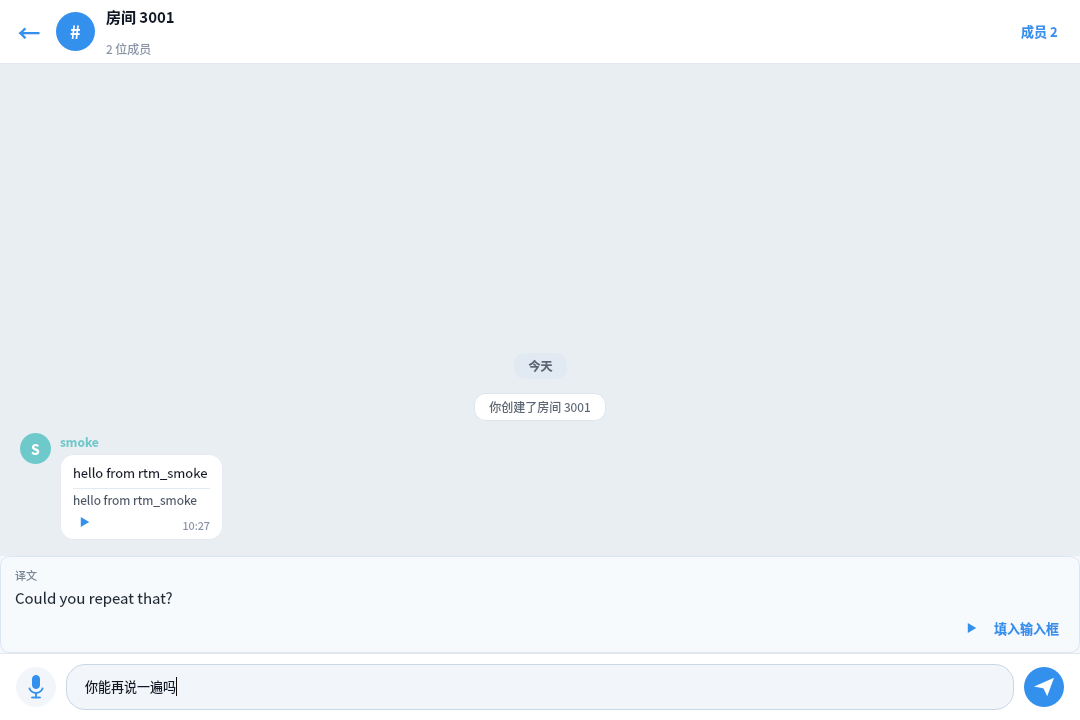 ←
#
房间 3001
2 位成员
成员 2
今天
你创建了房间 3001
S
smoke
hello from rtm_smoke
hello from rtm_smoke
10:27
译文
Could you repeat that?
填入输入框
你能再说一遍吗